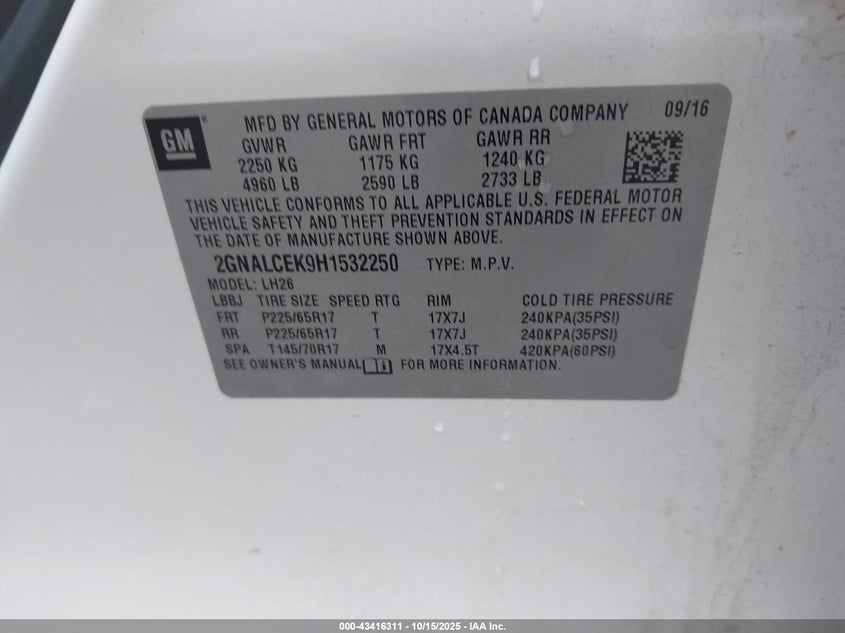 GM ®
MFD BY GENERAL MOTORS OF CANADA COMPANY 09/16
GVWR GAWR FRT GAWR RR
2250 KG 1175 KG 1240 KG
4960 LB 2590 LB 2733 LB
THIS VEHICLE CONFORMS TO ALL APPLICABLE U.S. FEDERAL MOTOR
VEHICLE SAFETY AND THEFT PREVENTION STANDARDS IN EFFECT ON
THE DATE OF MANUFACTURE SHOWN ABOVE.
2GNALCEK9H1532250 TYPE: M.P.V.
MODEL: LH26
LBBJ TIRE SIZE SPEED RTG RIM COLD TIRE PRESSURE
FRT P225/65R17 T 17X7J 240KPA(35PSI)
RR P225/65R17 T 17X7J 240KPA(35PSI)
SPA T145/70R17 M 17X4.5T 420KPA(60PSI)
SEE OWNER'S MANUAL FOR MORE INFORMATION.
000-43416311 - 10/15/2025 - IAA Inc.